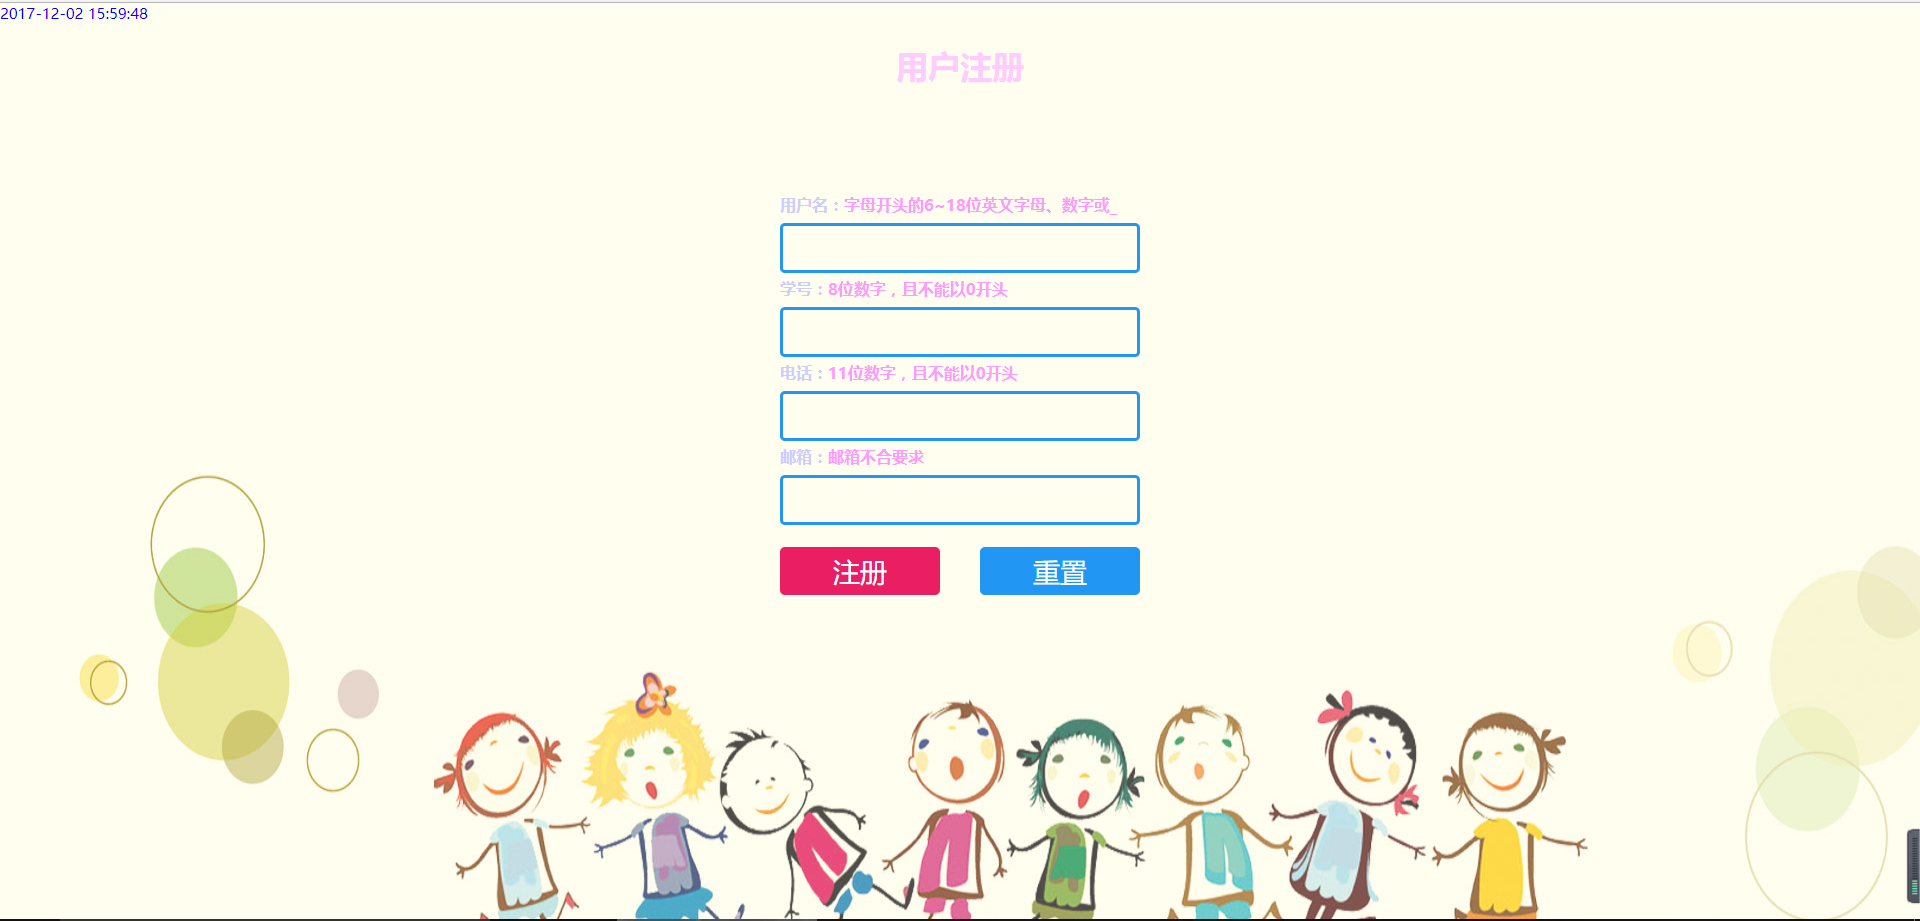 2017-12-02 15:59:48
用户注册
用户名：字母开头的6~18位英文字母、数字或_
学号：8位数字，且不能以0开头
电话：11位数字，且不能以0开头
邮箱：邮箱不合要求
注册 重置